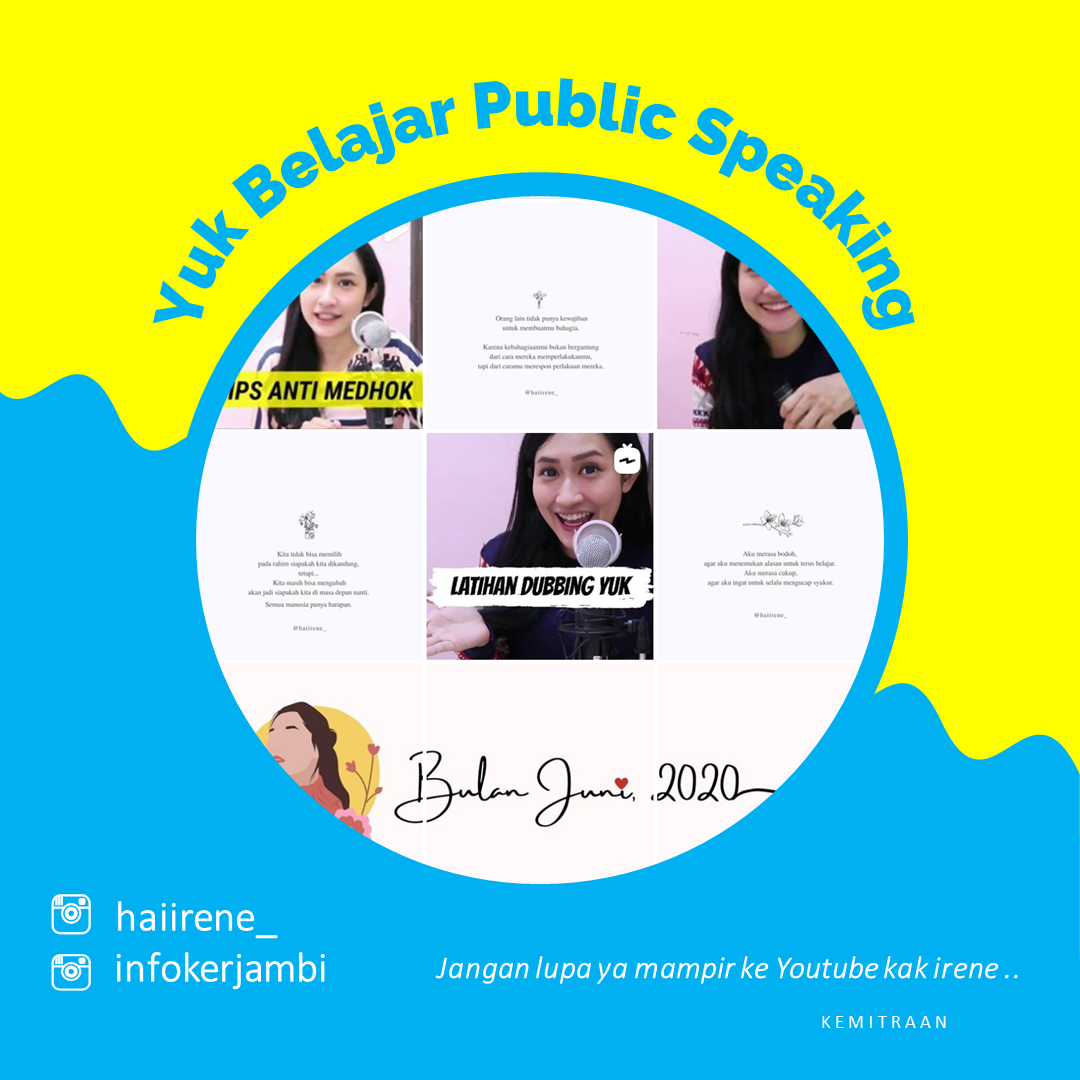 Yuk Belajar Public Speaking
IPS ANTI MEDHOK
Orang lain tidak punya kewajiban
untuk membuatmu bahagia.
Karena kebahagiaanmu bukan bergantung
dari cara mereka memperlakukanmu,
tapi dari caramu merespon perlakuan mereka.
@haiirene_
Kita tidak bisa memilih
pada rahim siapakah kita dikandung,
tetapi...
Kita masih bisa mengubah
akan jadi siapakah kita di masa depan nanti.
Semua manusia punya harapan.
@haiirene_
LATIHAN DUBBING YUK
Aku merasa bodoh,
agar aku menemukan alasan untuk terus belajar.
Aku merasa cukup,
agar aku ingat untuk selalu mengucap syukur.
@haiirene_
Bulan Juni, 2020
haiirene_
infokerjambi
Jangan lupa ya mampir ke Youtube kak irene ..
KEMITRAAN